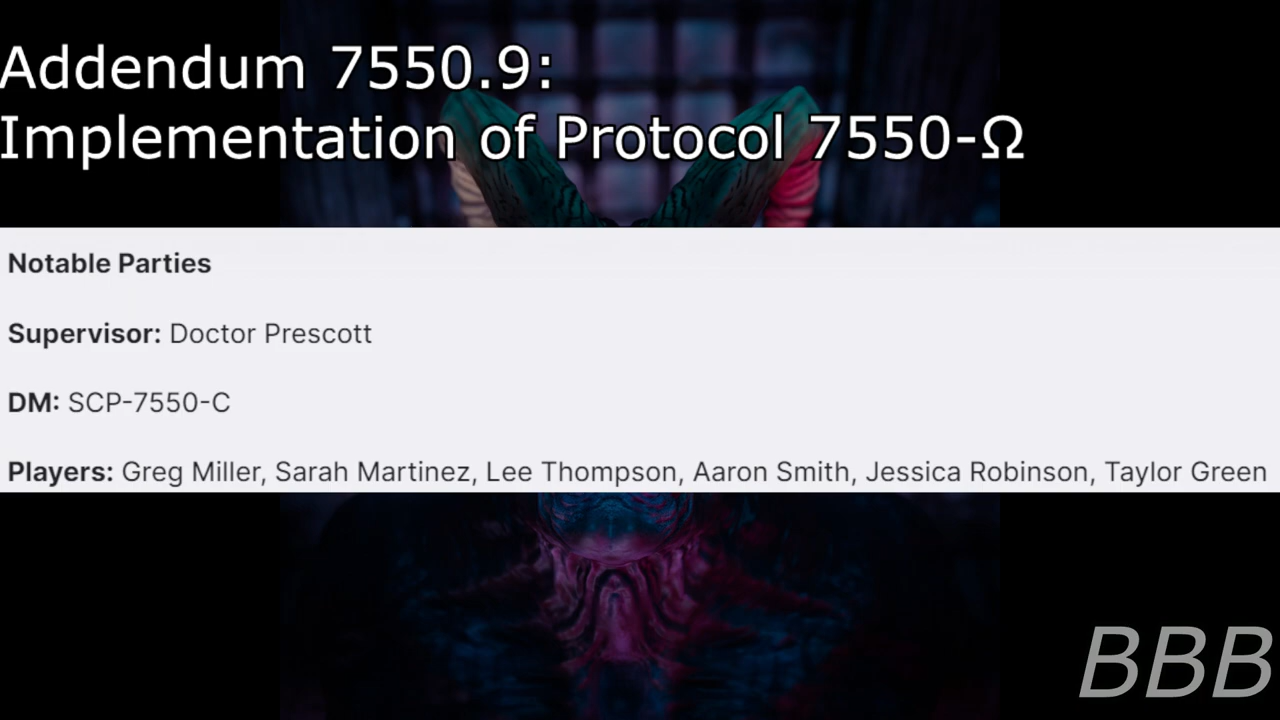 Addendum 7550.9:
Implementation of Protocol 7550-Ω
Notable Parties
Supervisor: Doctor Prescott
DM: SCP-7550-C
Players: Greg Miller, Sarah Martinez, Lee Thompson, Aaron Smith, Jessica Robinson, Taylor Green
BBB